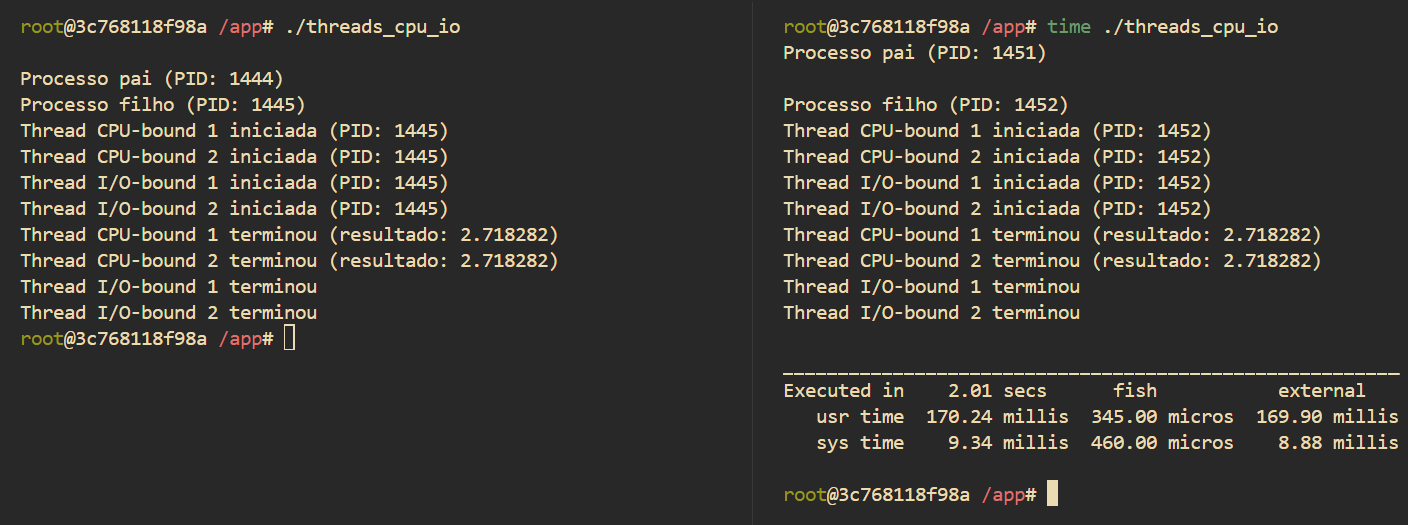 root@3c768118f98a /app# ./threads_cpu_io
Processo pai (PID: 1444)
Processo filho (PID: 1445)
Thread CPU-bound 1 iniciada (PID: 1445)
Thread CPU-bound 2 iniciada (PID: 1445)
Thread I/O-bound 1 iniciada (PID: 1445)
Thread I/O-bound 2 iniciada (PID: 1445)
Thread CPU-bound 1 terminou (resultado: 2.718282)
Thread CPU-bound 2 terminou (resultado: 2.718282)
Thread I/O-bound 1 terminou
Thread I/O-bound 2 terminou
root@3c768118f98a /app#
root@3c768118f98a /app# time ./threads_cpu_io
Processo pai (PID: 1451)
Processo filho (PID: 1452)
Thread CPU-bound 1 iniciada (PID: 1452)
Thread CPU-bound 2 iniciada (PID: 1452)
Thread I/O-bound 1 iniciada (PID: 1452)
Thread I/O-bound 2 iniciada (PID: 1452)
Thread CPU-bound 1 terminou (resultado: 2.718282)
Thread CPU-bound 2 terminou (resultado: 2.718282)
Thread I/O-bound 1 terminou
Thread I/O-bound 2 terminou
________________________________________________________
Executed in    2.01 secs      fish           external
   usr time  170.24 millis  345.00 micros  169.90 millis
   sys time    9.34 millis  460.00 micros    8.88 millis
root@3c768118f98a /app#